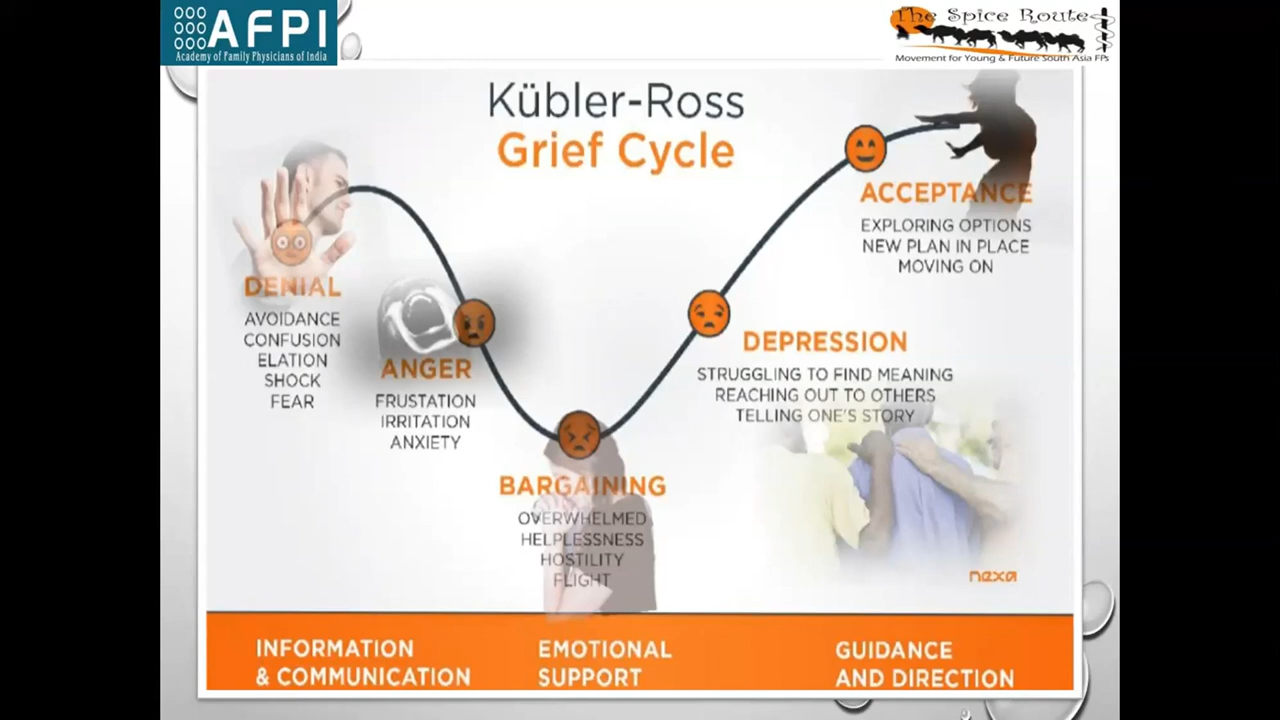 AFPI
Academy of Family Physicians of India
The Spice Route
Movement for Young & Future South Asia FPs
Kübler-Ross
Grief Cycle
DENIAL
AVOIDANCE
CONFUSION
ELATION
SHOCK
FEAR
ANGER
FRUSTATION
IRRITATION
ANXIETY
BARGAINING
OVERWHELMED
HELPLESSNESS
HOSTILITY
FLIGHT
DEPRESSION
STRUGGLING TO FIND MEANING
REACHING OUT TO OTHERS
TELLING ONE'S STORY
ACCEPTANCE
EXPLORING OPTIONS
NEW PLAN IN PLACE
MOVING ON
nexa
INFORMATION
& COMMUNICATION
EMOTIONAL
SUPPORT
GUIDANCE
AND DIRECTION